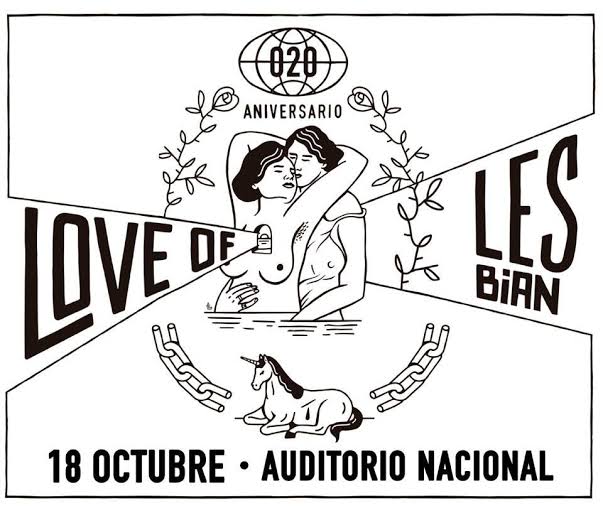 020
ANIVERSARIO
LOVE OF LES
BiAN
18 OCTUBRE · AUDITORIO NACIONAL